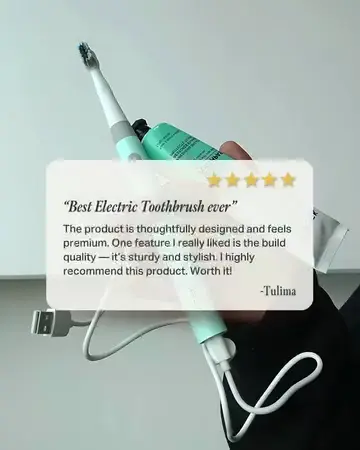 “Best Electric Toothbrush ever”
The product is thoughtfully designed and feels
premium. One feature I really liked is the build
quality — it's sturdy and stylish. I highly
recommend this product. Worth it!
-Tulima